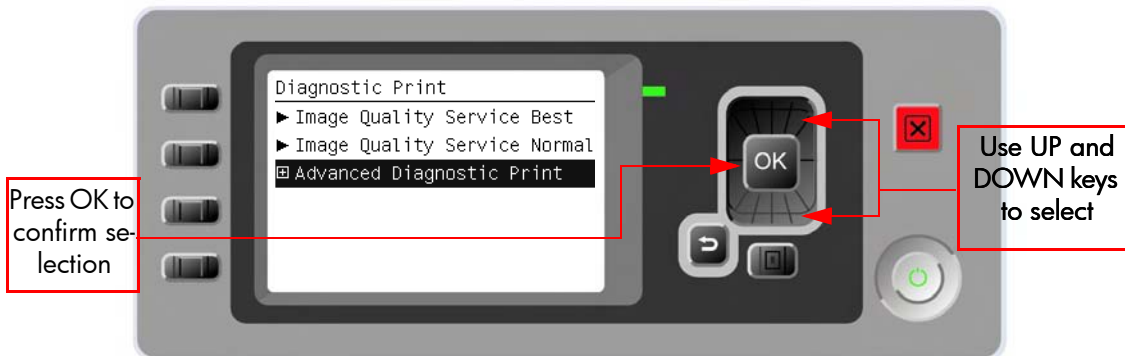 Diagnostic Print
▶ Image Quality Service Best
▶ Image Quality Service Normal
⊞ Advanced Diagnostic Print
OK
Press OK to
confirm se-
lection
Use UP and
DOWN keys
to select